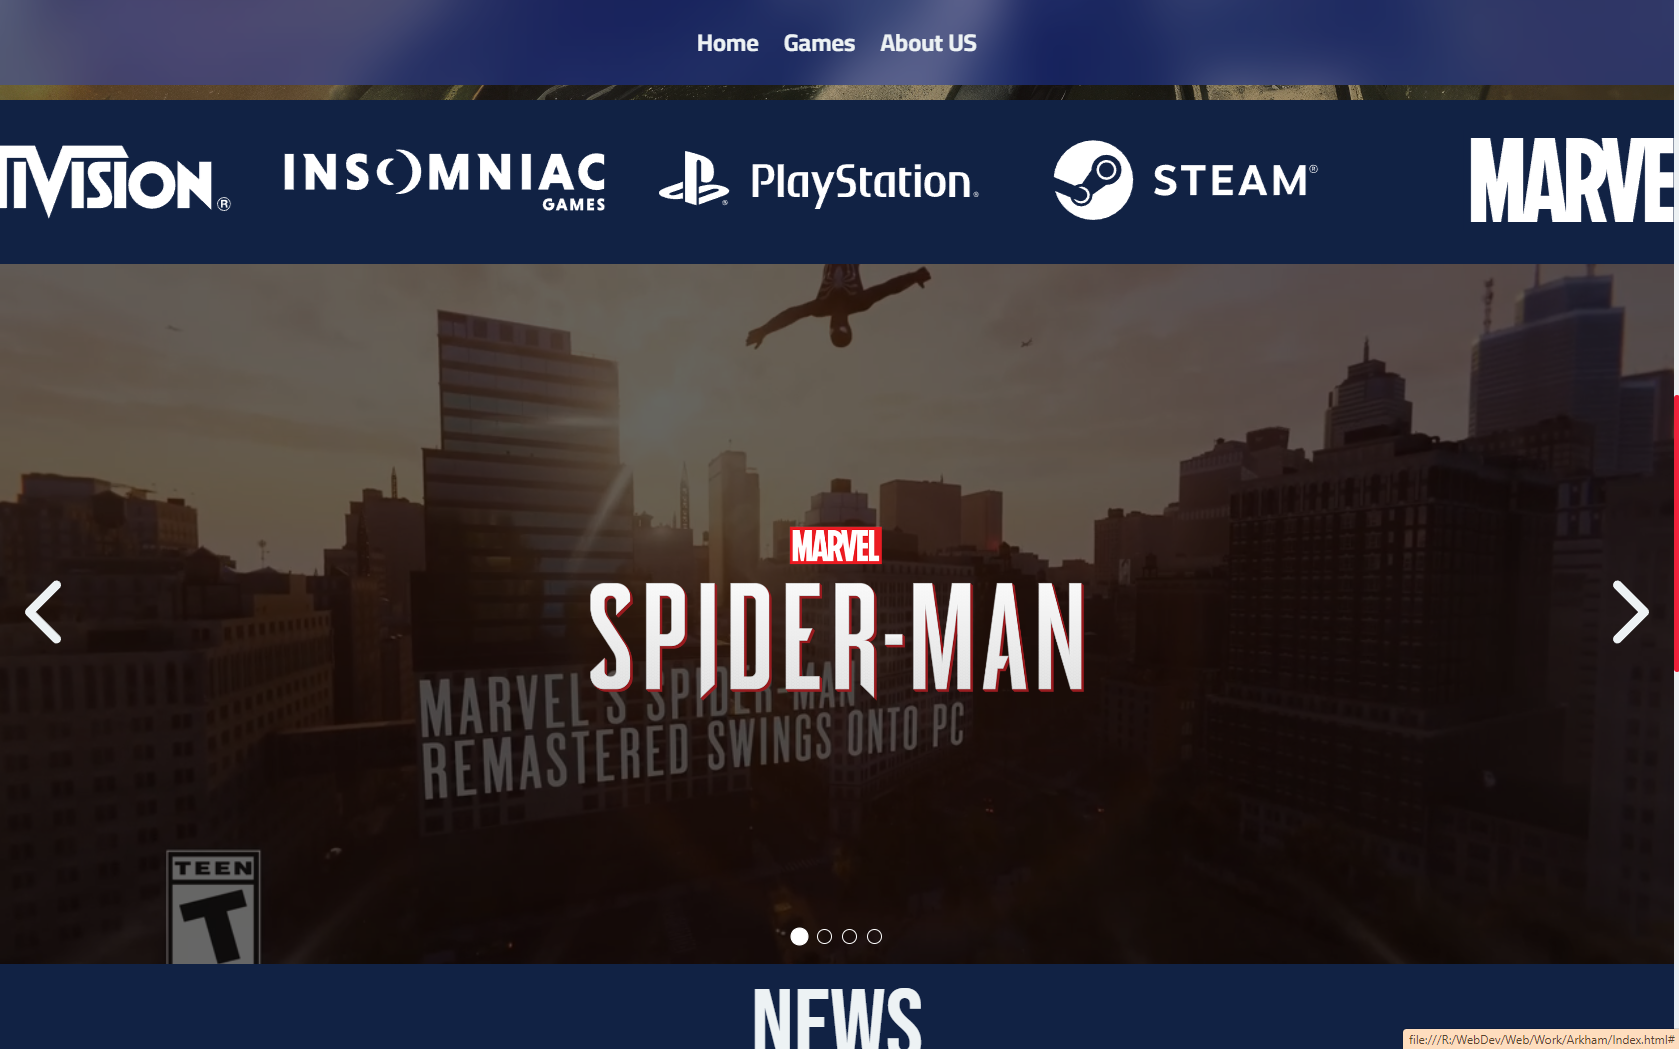 Home Games About US
TIVISION®
INSOMNIAC
GAMES
PlayStation®
STEAM®
MARVE
MARVEL
SPIDER-MAN
MARVEL'S SPIDER-MAN
REMASTERED SWINGS ONTO PC
TEEN
T
NEWS
file:///R:/WebDev/Web/Work/Arkham/Index.html#